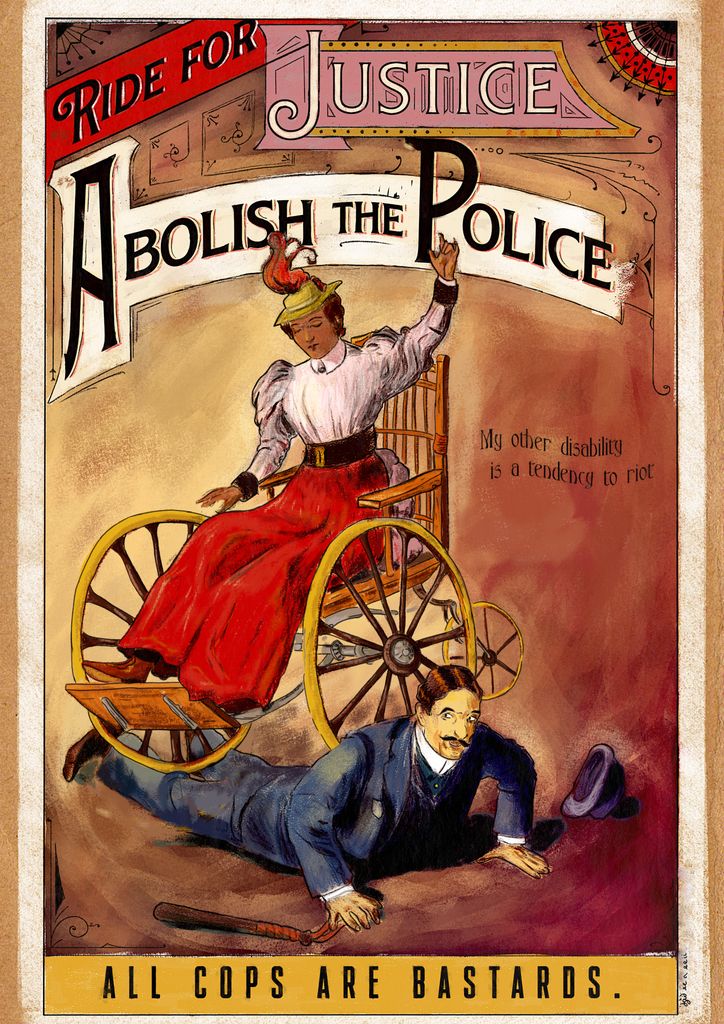 RIDE FOR
JUSTICE
ABOLISH THE POLICE
My other disability
is a tendency to riot
ALL COPS ARE BASTARDS.